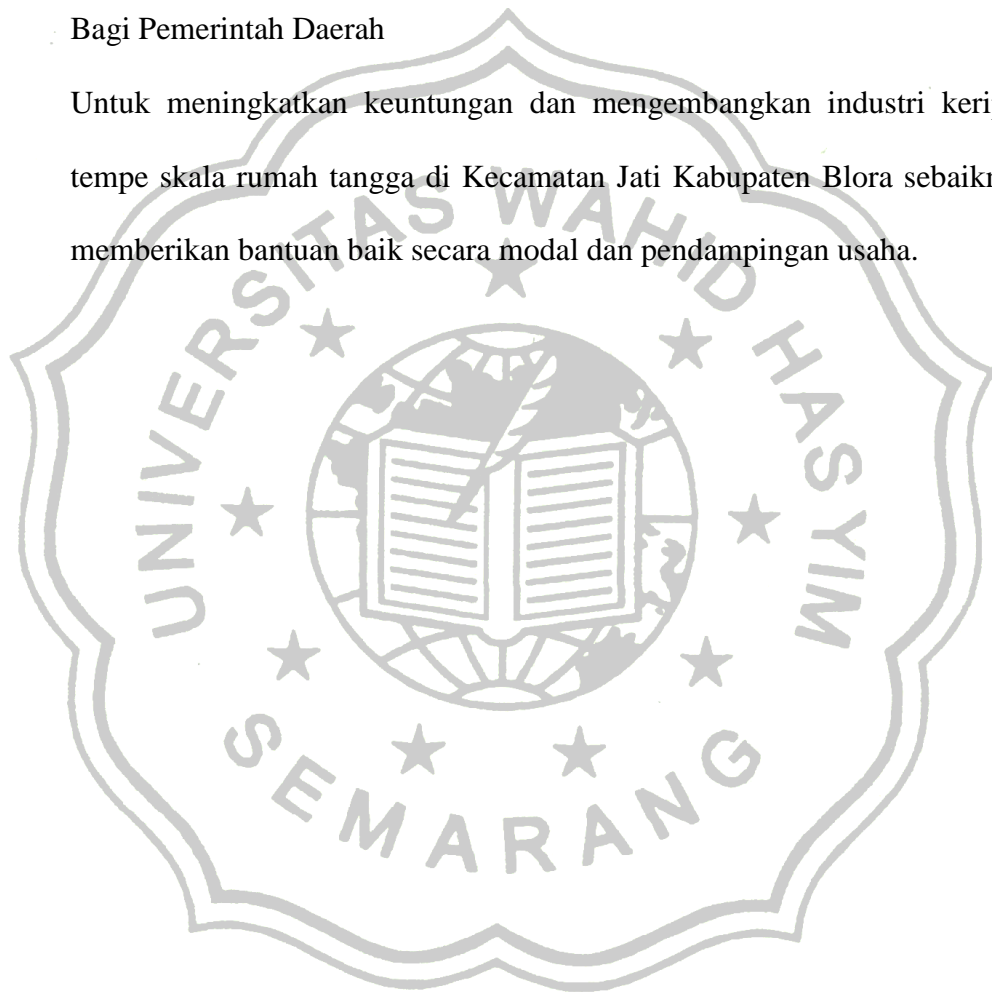 Bagi Pemerintah Daerah
Untuk meningkatkan keuntungan dan mengembangkan industri
tempe skala rumah tangga di Kecamatan Jati Kabupaten Blora
memberikan bantuan baik secara modal dan pendampingan usaha.
UNIVERSITAS WAHID HASYIM
SEMARANG